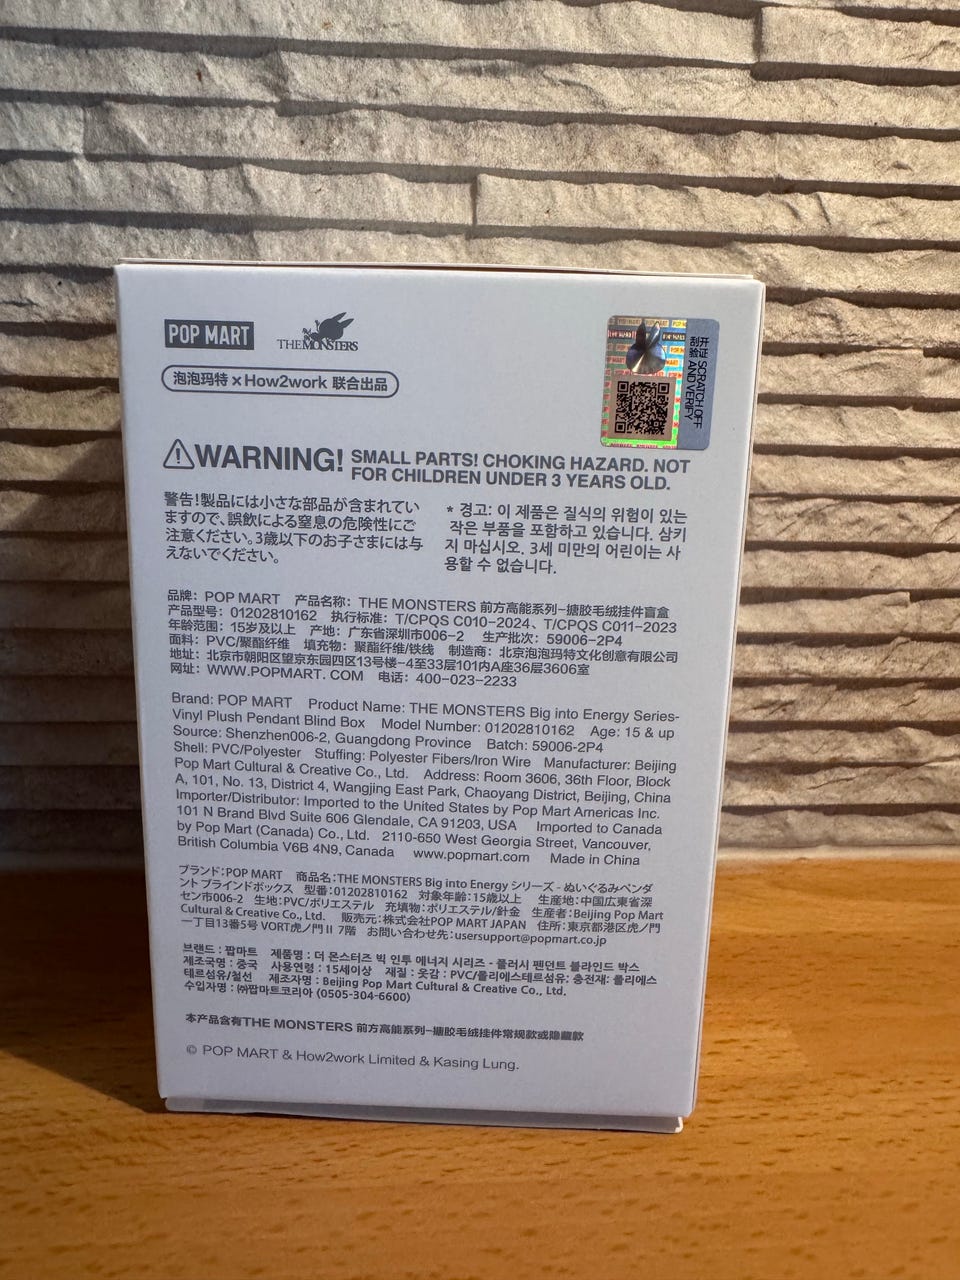 POP MART
THE MONSTERS
泡泡玛特 × How2work 联合出品
开证 SCRATCH OFF
刮验 AND VERIFY
WARNING! SMALL PARTS! CHOKING HAZARD. NOT
FOR CHILDREN UNDER 3 YEARS OLD.
警告!製品には小さな部品が含まれてい
ますので、誤飲による窒息の危険性にご
注意ください。3歳以下のお子さまには与
えないでください。
* 경고: 이 제품은 질식의 위험이 있는
작은 부품을 포함하고 있습니다. 삼키
지 마십시오. 3세 미만의 어린이는 사
용할 수 없습니다.
品牌: POP MART 产品名称: THE MONSTERS 前方高能系列-搪胶毛绒挂件盲盒
产品型号: 01202810162 执行标准: T/CPQS C010-2024、T/CPQS C011-2023
年龄范围: 15岁及以上 产地: 广东省深圳市006-2 生产批次: 59006-2P4
面料: PVC/聚酯纤维 填充物: 聚酯纤维/铁线 制造商: 北京泡泡玛特文化创意有限公司
地址: 北京市朝阳区望京东园四区13号楼-4至33层101内A座36层3606室
网址: WWW.POPMART.COM 电话: 400-023-2233
Brand: POP MART Product Name: THE MONSTERS Big into Energy Series-
Vinyl Plush Pendant Blind Box Model Number: 01202810162 Age: 15 & up
Source: Shenzhen006-2, Guangdong Province Batch: 59006-2P4
Shell: PVC/Polyester Stuffing: Polyester Fibers/Iron Wire Manufacturer: Beijing
Pop Mart Cultural & Creative Co., Ltd. Address: Room 3606, 36th Floor, Block
A, 101, No. 13, District 4, Wangjing East Park, Chaoyang District, Beijing, China
Importer/Distributor: Imported to the United States by Pop Mart Americas Inc.
101 N Brand Blvd Suite 606 Glendale, CA 91203, USA Imported to Canada
by Pop Mart (Canada) Co., Ltd. 2110-650 West Georgia Street, Vancouver,
British Columbia V6B 4N9, Canada www.popmart.com Made in China
ブランド:POP MART 商品名:THE MONSTERS Big into Energy シリーズ - ぬいぐるみペンダ
ント ブラインドボックス 型番:01202810162 対象年齢:15歳以上 生産地:中国広東省深
セン市006-2 生地:PVC/ポリエステル 充填物:ポリエステル/針金 生産者:Beijing Pop Mart
Cultural & Creative Co., Ltd. 販売元:株式会社POP MART JAPAN 住所:東京都港区虎ノ門
一丁目13番5号 VORT虎ノ門 II 7階 お問い合わせ先:usersupport@popmart.co.jp
브랜드 : 팝마트 제품명 : 더 몬스터즈 빅 인투 에너지 시리즈 - 플러시 펜던트 블라인드 박스
제조국명 : 중국 사용연령 : 15세이상 재질 : 옷감 : PVC/폴리에스테르섬유: 충전재: 폴리에스
테르섬유/철선 제조자명 : Beijing Pop Mart Cultural & Creative Co., Ltd.
수입자명 : ㈜팝마트코리아 (0505-304-6600)
本产品含有THE MONSTERS 前方高能系列-搪胶毛绒挂件常规款或隐藏款
© POP MART & How2work Limited & Kasing Lung.